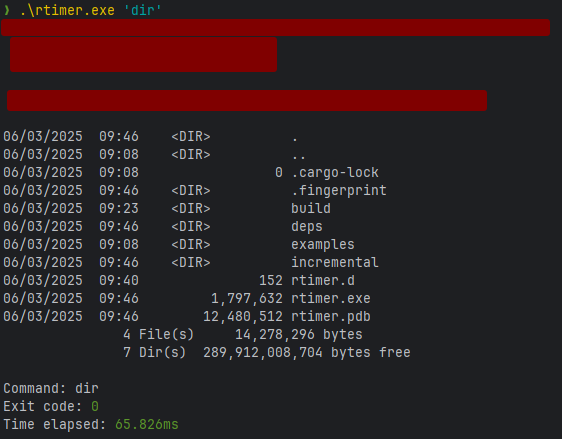 ❯ .\rtimer.exe 'dir'
06/03/2025  09:46    <DIR>          .
06/03/2025  09:08    <DIR>          ..
06/03/2025  09:08                 0 .cargo-lock
06/03/2025  09:46    <DIR>          .fingerprint
06/03/2025  09:23    <DIR>          build
06/03/2025  09:46    <DIR>          deps
06/03/2025  09:08    <DIR>          examples
06/03/2025  09:46    <DIR>          incremental
06/03/2025  09:40               152 rtimer.d
06/03/2025  09:46         1,797,632 rtimer.exe
06/03/2025  09:46        12,480,512 rtimer.pdb
               4 File(s)     14,278,296 bytes
               7 Dir(s)  289,912,008,704 bytes free
Command: dir
Exit code: 0
Time elapsed: 65.826ms